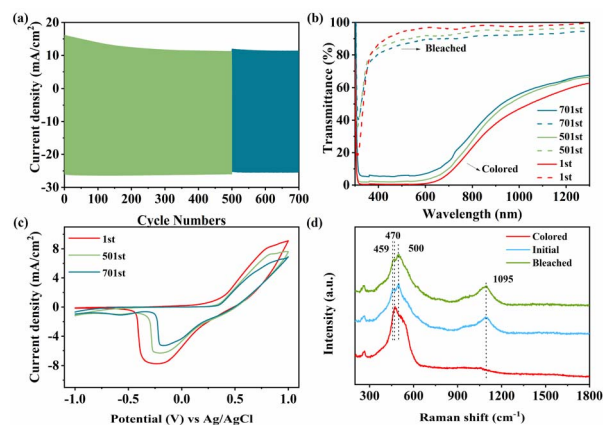 (a)
Current density (mA/cm²)
20
10
0
-10
-20
-30
0
100
200
300
400
500
600
700
Cycle Numbers
(b)
Transmittance (%)
100
80
60
40
20
0
Bleached
701st
701st
501st
501st
1st
1st
Colored
400
600
800
1000
1200
Wavelength (nm)
(c)
Current density (mA/cm²)
8
4
0
-4
-8
1st
501st
701st
-1.0
-0.5
0.0
0.5
1.0
Potential (V) vs Ag/AgCl
(d)
Intensity (a.u.)
470
459
500
1095
Colored
Initial
Bleached
300
600
900
1200
1500
1800
Raman shift (cm⁻¹)